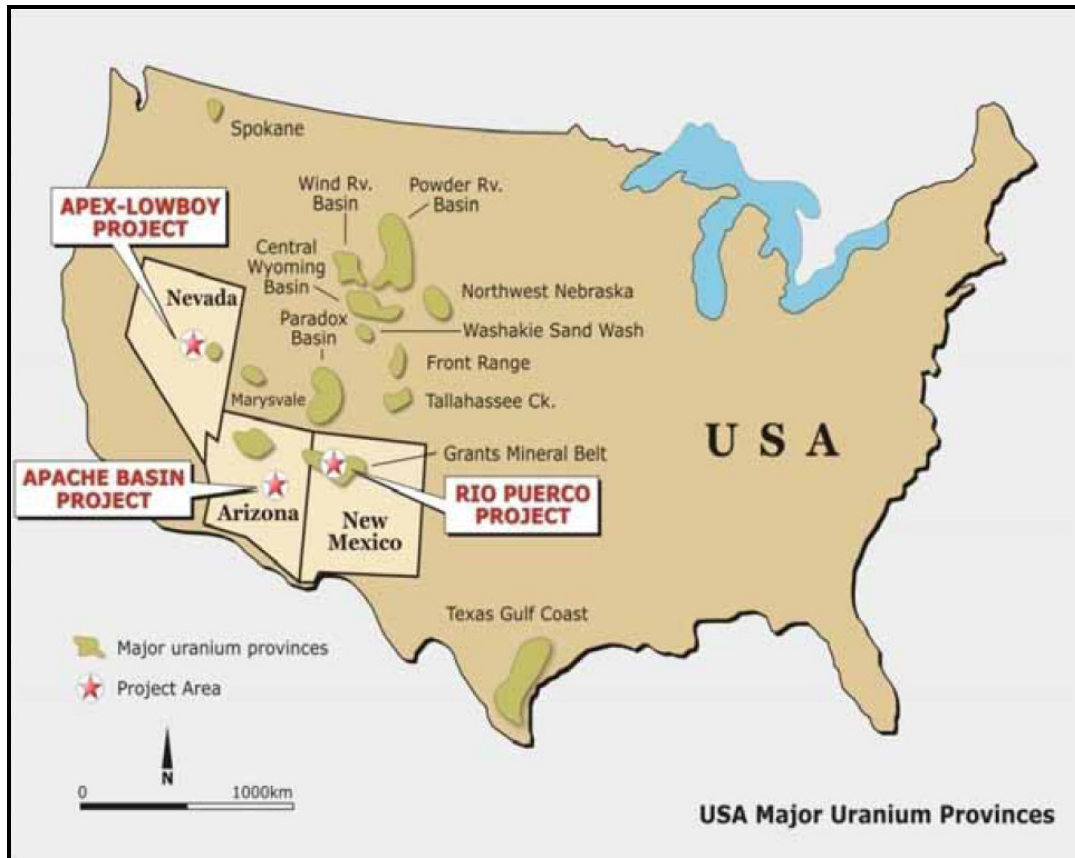 Spokane
Wind Rv.
Basin
Powder Rv.
Basin
APEX-LOWBOY
PROJECT
Central
Wyoming
Basin
Nevada
Northwest Nebraska
Paradox
Basin
Washakie Sand Wash
Front Range
Marysvale
Tallahassee Ck.
USA
Grants Mineral Belt
APACHE BASIN
PROJECT
RIO PUERCO
PROJECT
Arizona
New
Mexico
Texas Gulf Coast
Major uranium provinces
Project Area
N
0 1000km
USA Major Uranium Provinces